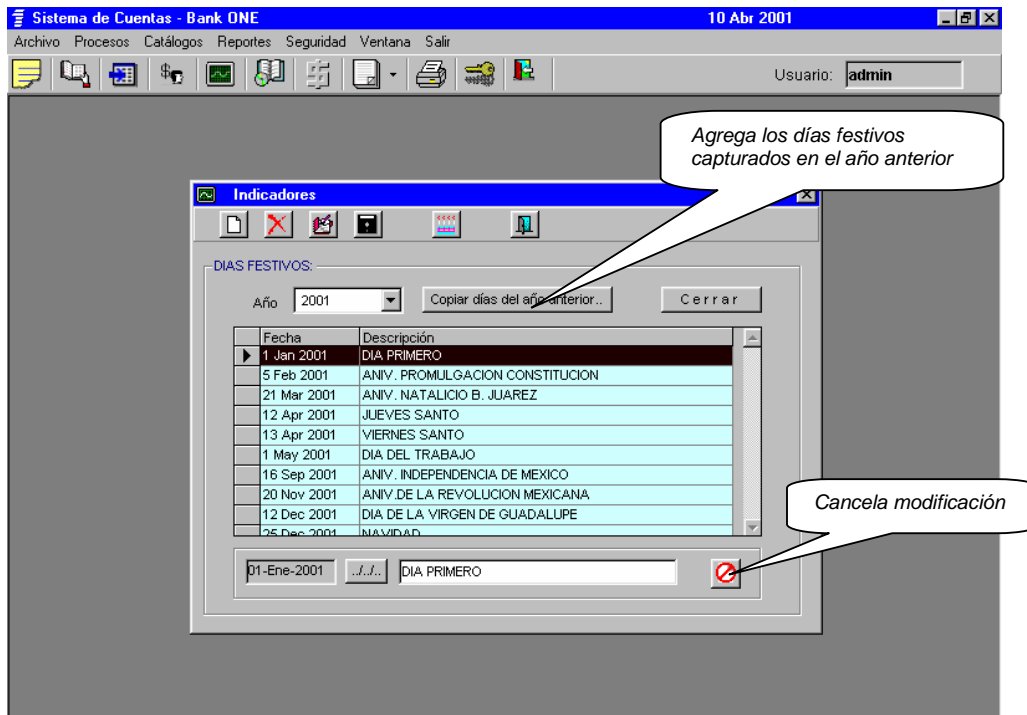 Sistema de Cuentas - Bank ONE 10 Abr 2001
Archivo Procesos Catálogos Reportes Seguridad Ventana Salir
Usuario: admin
Agrega los días festivos
capturados en el año anterior
Indicadores
DIAS FESTIVOS:
Año 2001 Copiar días del año anterior.. Cerrar
Fecha Descripción
1 Jan 2001 DIA PRIMERO
5 Feb 2001 ANIV. PROMULGACION CONSTITUCION
21 Mar 2001 ANIV. NATALICIO B. JUAREZ
12 Apr 2001 JUEVES SANTO
13 Apr 2001 VIERNES SANTO
1 May 2001 DIA DEL TRABAJO
16 Sep 2001 ANIV. INDEPENDENCIA DE MEXICO
20 Nov 2001 ANIV.DE LA REVOLUCION MEXICANA
12 Dec 2001 DIA DE LA VIRGEN DE GUADALUPE
25 Dec 2001 NAVIDAD
Cancela modificación
01-Ene-2001 ../../.. DIA PRIMERO